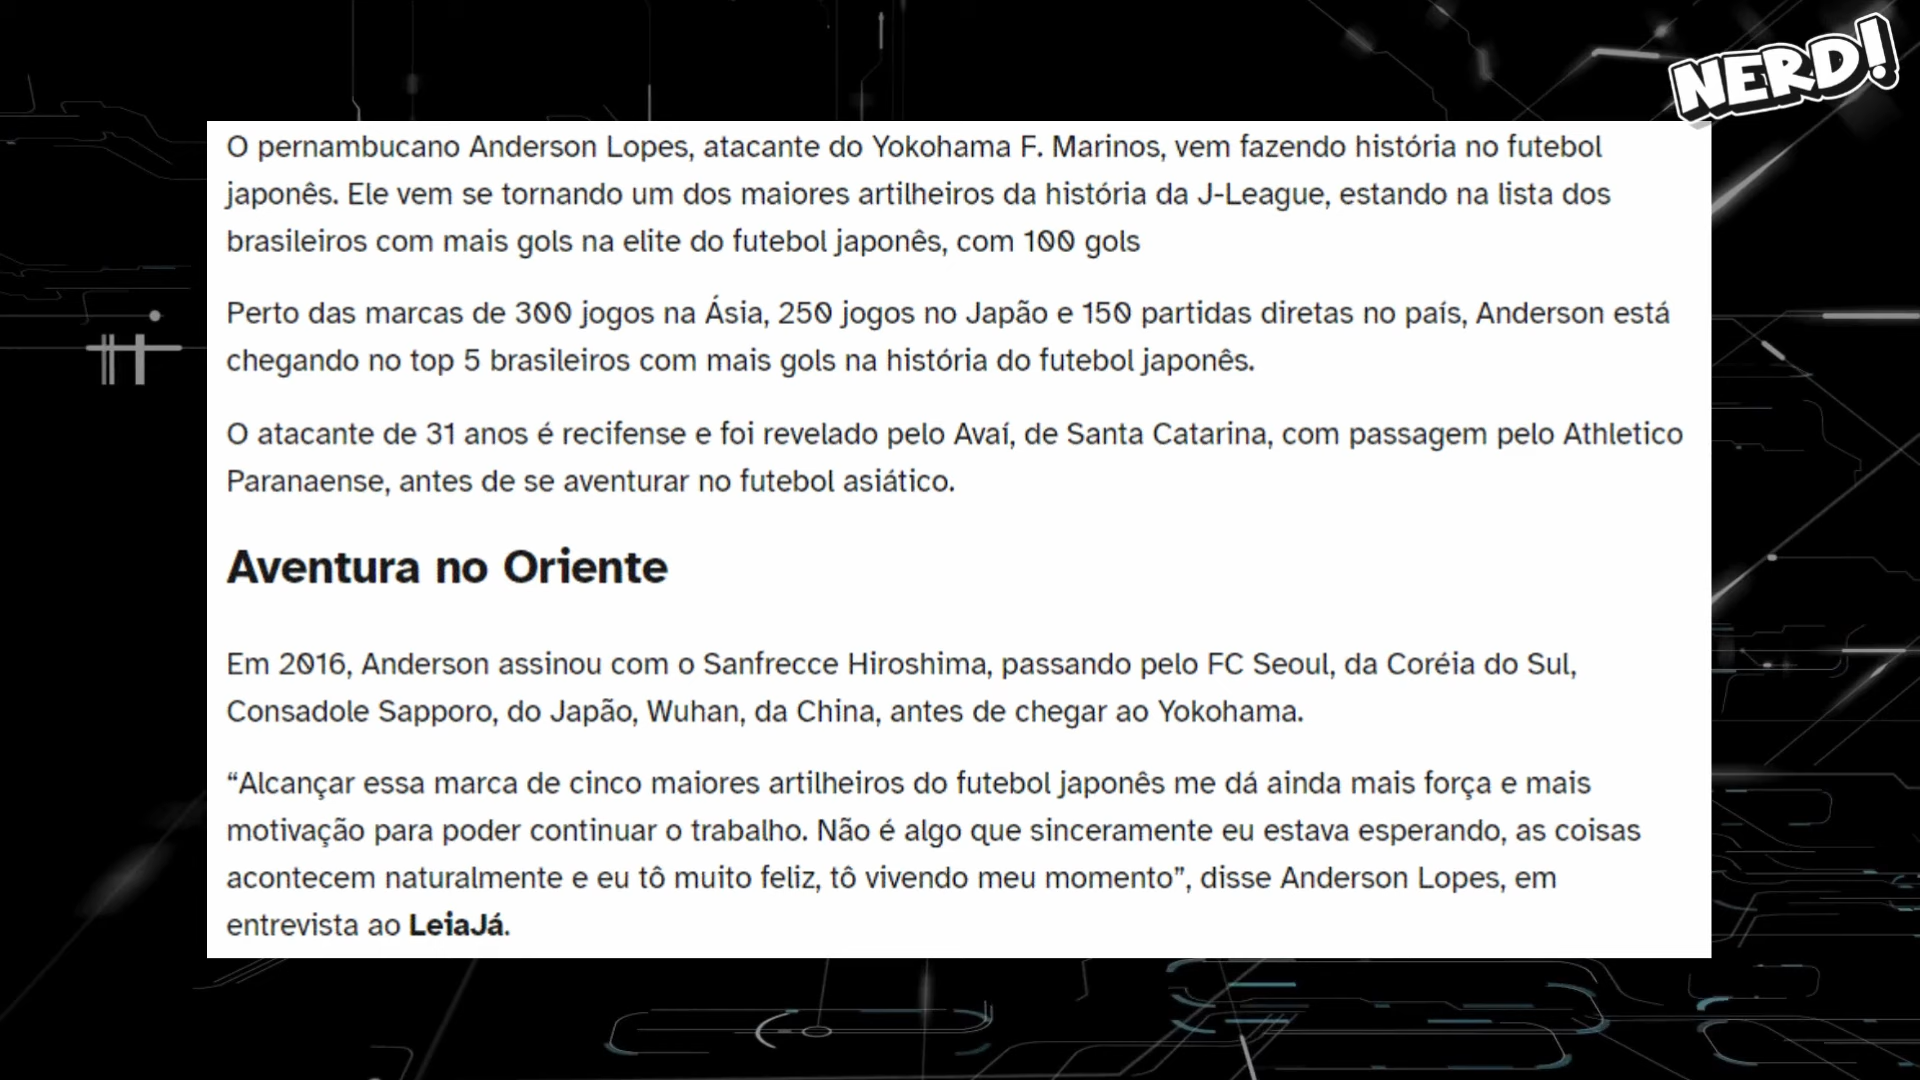 NERD!
O pernambucano Anderson Lopes, atacante do Yokohama F. Marinos, vem fazendo história no futebol
japonês. Ele vem se tornando um dos maiores artilheiros da história da J-League, estando na lista dos
brasileiros com mais gols na elite do futebol japonês, com 100 gols
Perto das marcas de 300 jogos na Ásia, 250 jogos no Japão e 150 partidas diretas no país, Anderson está
chegando no top 5 brasileiros com mais gols na história do futebol japonês.
O atacante de 31 anos é recifense e foi revelado pelo Avaí, de Santa Catarina, com passagem pelo Athletico
Paranaense, antes de se aventurar no futebol asiático.
Aventura no Oriente
Em 2016, Anderson assinou com o Sanfrecce Hiroshima, passando pelo FC Seoul, da Coréia do Sul,
Consadole Sapporo, do Japão, Wuhan, da China, antes de chegar ao Yokohama.
“Alcançar essa marca de cinco maiores artilheiros do futebol japonês me dá ainda mais força e mais
motivação para poder continuar o trabalho. Não é algo que sinceramente eu estava esperando, as coisas
acontecem naturalmente e eu tô muito feliz, tô vivendo meu momento”, disse Anderson Lopes, em
entrevista ao LeiaJá.